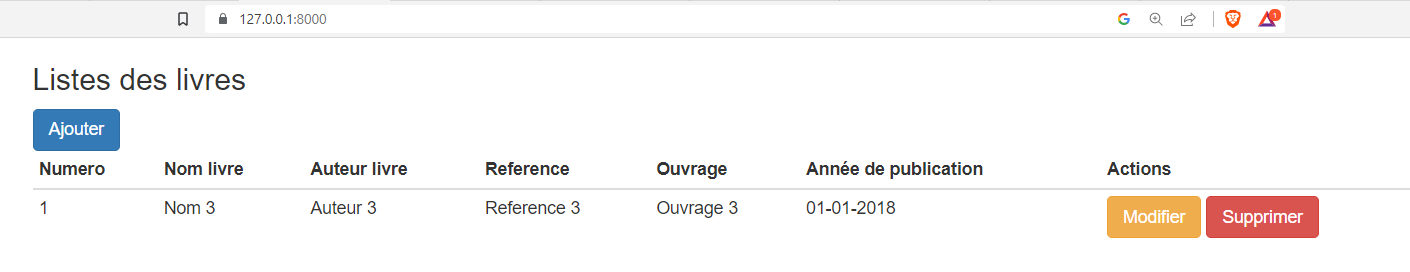 127.0.0.1:8000
1
Listes des livres
Ajouter
Numero Nom livre Auteur livre Reference Ouvrage Année de publication Actions
1 Nom 3 Auteur 3 Reference 3 Ouvrage 3 01-01-2018 Modifier Supprimer